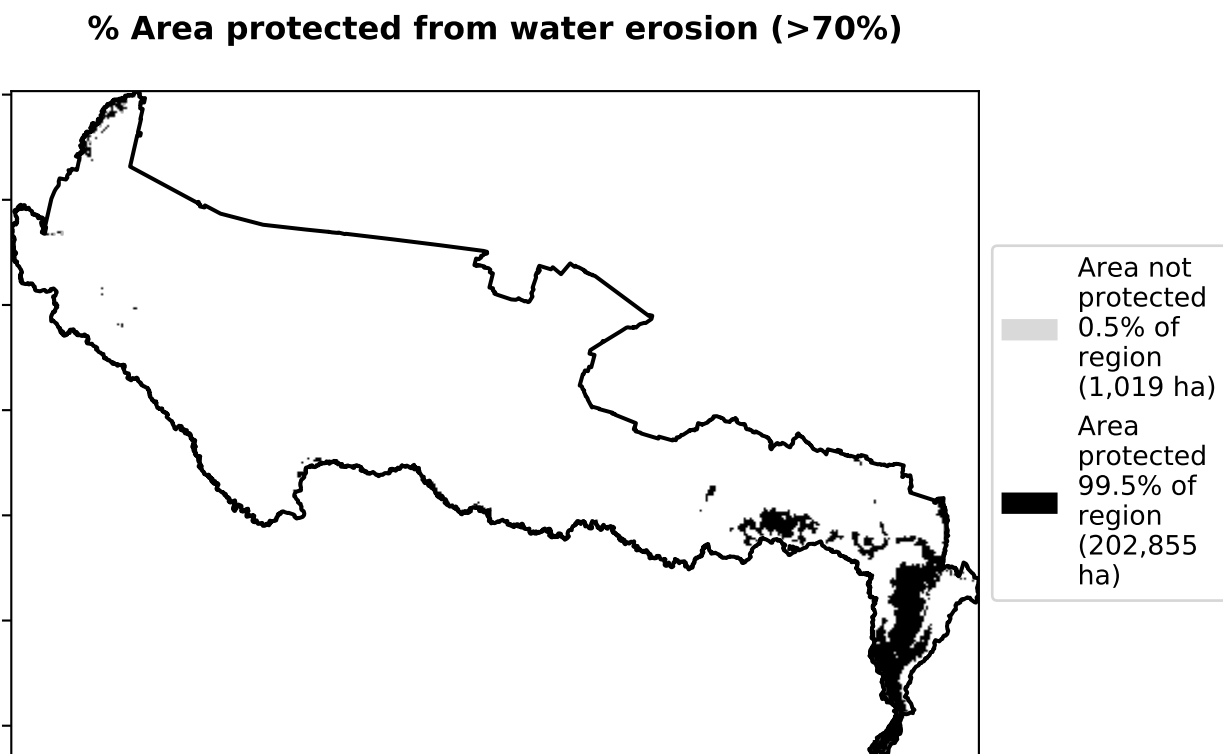 % Area protected from water erosion (>70%)
Area not
protected
0.5% of
region
(1,019 ha)
Area
protected
99.5% of
region
(202,855
ha)